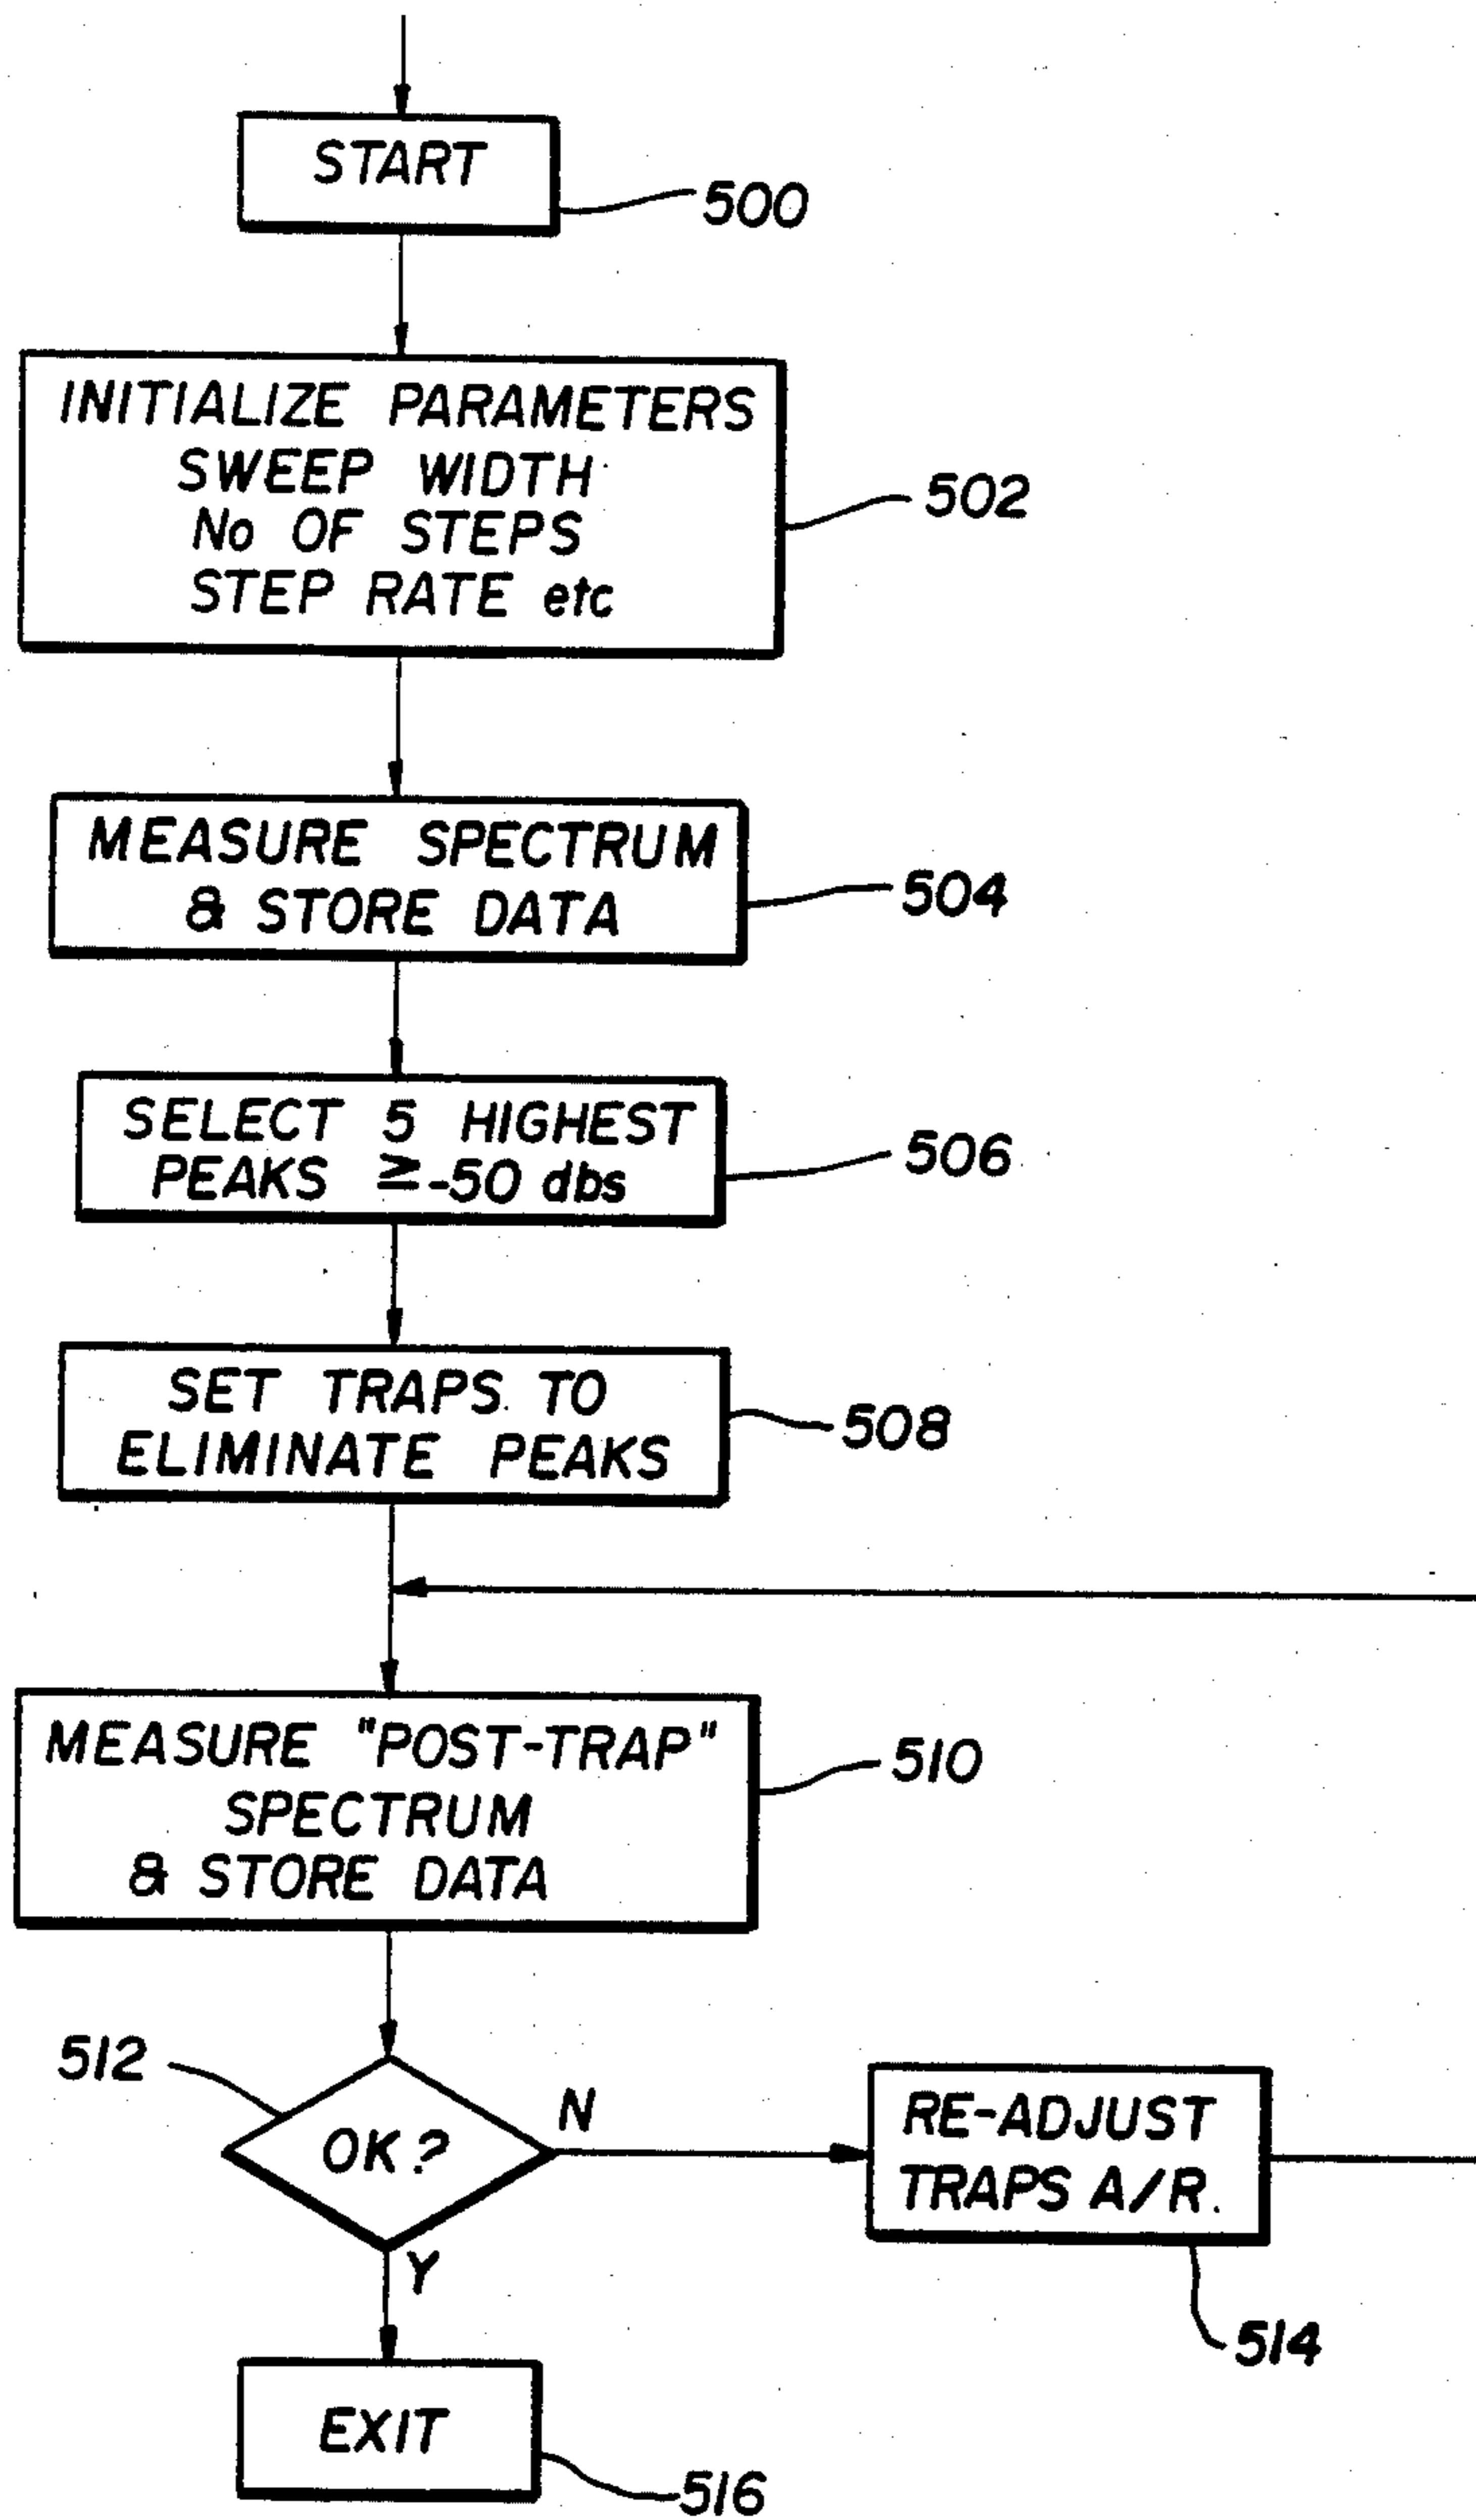 START
500
INITIALIZE PARAMETERS
SWEEP WIDTH
No OF STEPS
STEP RATE etc
502
MEASURE SPECTRUM
& STORE DATA
504
SELECT 5 HIGHEST
PEAKS ≥-50 dbs
506
SET TRAPS TO
ELIMINATE PEAKS
508
MEASURE "POST-TRAP"
SPECTRUM
& STORE DATA
510
512
OK?
N
Y
RE-ADJUST
TRAPS A/R.
514
EXIT
516